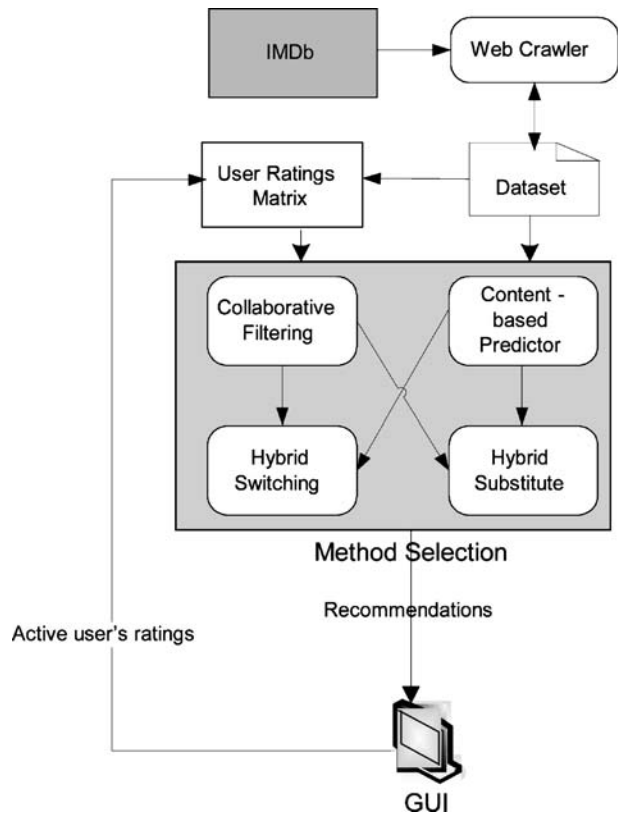 IMDb
Web Crawler
User Ratings
Matrix
Dataset
Collaborative
Filtering
Content -
based
Predictor
Hybrid
Switching
Hybrid
Substitute
Method Selection
Recommendations
Active user's ratings
GUI